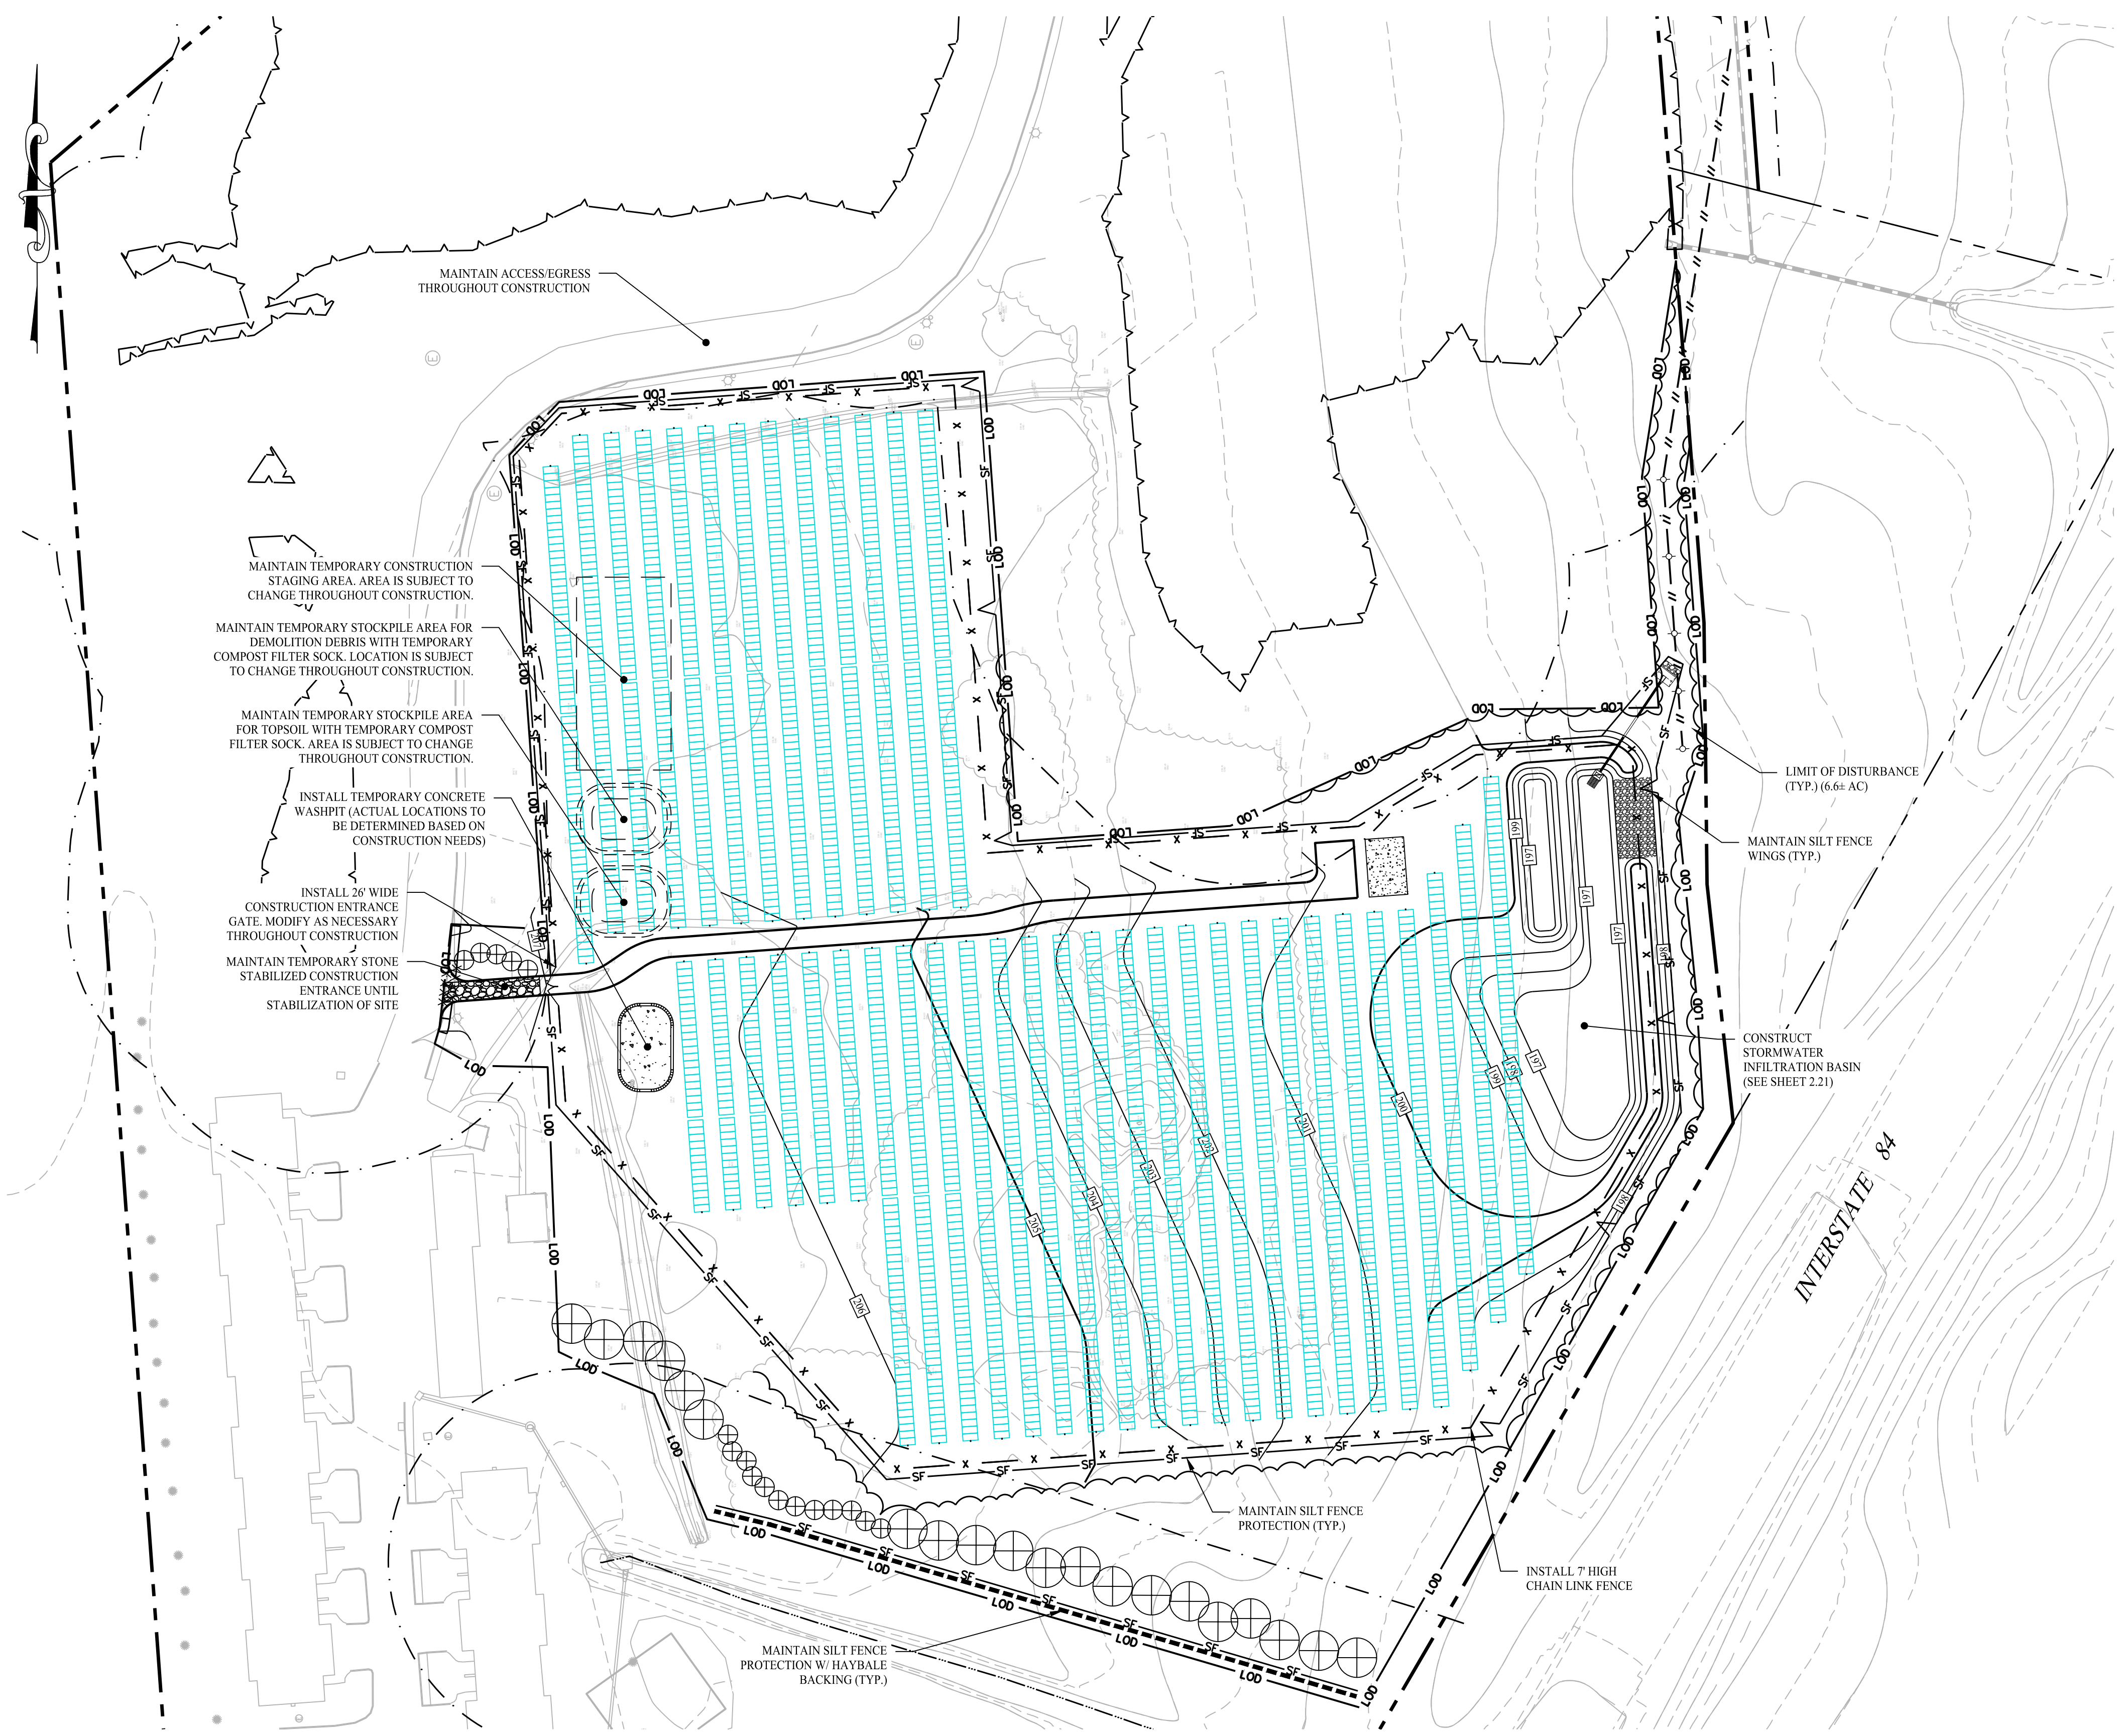 MAINTAIN ACCESS/EGRESS
THROUGHOUT CONSTRUCTION
MAINTAIN TEMPORARY CONSTRUCTION
STAGING AREA. AREA IS SUBJECT TO
CHANGE THROUGHOUT CONSTRUCTION.
MAINTAIN TEMPORARY STOCKPILE AREA FOR
DEMOLITION DEBRIS WITH TEMPORARY
COMPOST FILTER SOCK. LOCATION IS SUBJECT
TO CHANGE THROUGHOUT CONSTRUCTION.
MAINTAIN TEMPORARY STOCKPILE AREA
FOR TOPSOIL WITH TEMPORARY COMPOST
FILTER SOCK. AREA IS SUBJECT TO CHANGE
THROUGHOUT CONSTRUCTION.
INSTALL TEMPORARY CONCRETE
WASHPIT (ACTUAL LOCATIONS TO
BE DETERMINED BASED ON
CONSTRUCTION NEEDS)
INSTALL 26' WIDE
CONSTRUCTION ENTRANCE
GATE. MODIFY AS NECESSARY
THROUGHOUT CONSTRUCTION
MAINTAIN TEMPORARY STONE
STABILIZED CONSTRUCTION
ENTRANCE UNTIL
STABILIZATION OF SITE
LIMIT OF DISTURBANCE
(TYP.) (6.6± AC)
MAINTAIN SILT FENCE
WINGS (TYP.)
CONSTRUCT
STORMWATER
INFILTRATION BASIN
(SEE SHEET 2.21)
INTERSTATE 84
MAINTAIN SILT FENCE
PROTECTION (TYP.)
INSTALL 7' HIGH
CHAIN LINK FENCE
MAINTAIN SILT FENCE
PROTECTION W/ HAYBALE
BACKING (TYP.)
LOD
SF
X
E
199
197
197
197
198
197
198
199
200
201
202
203
204
205
206
198